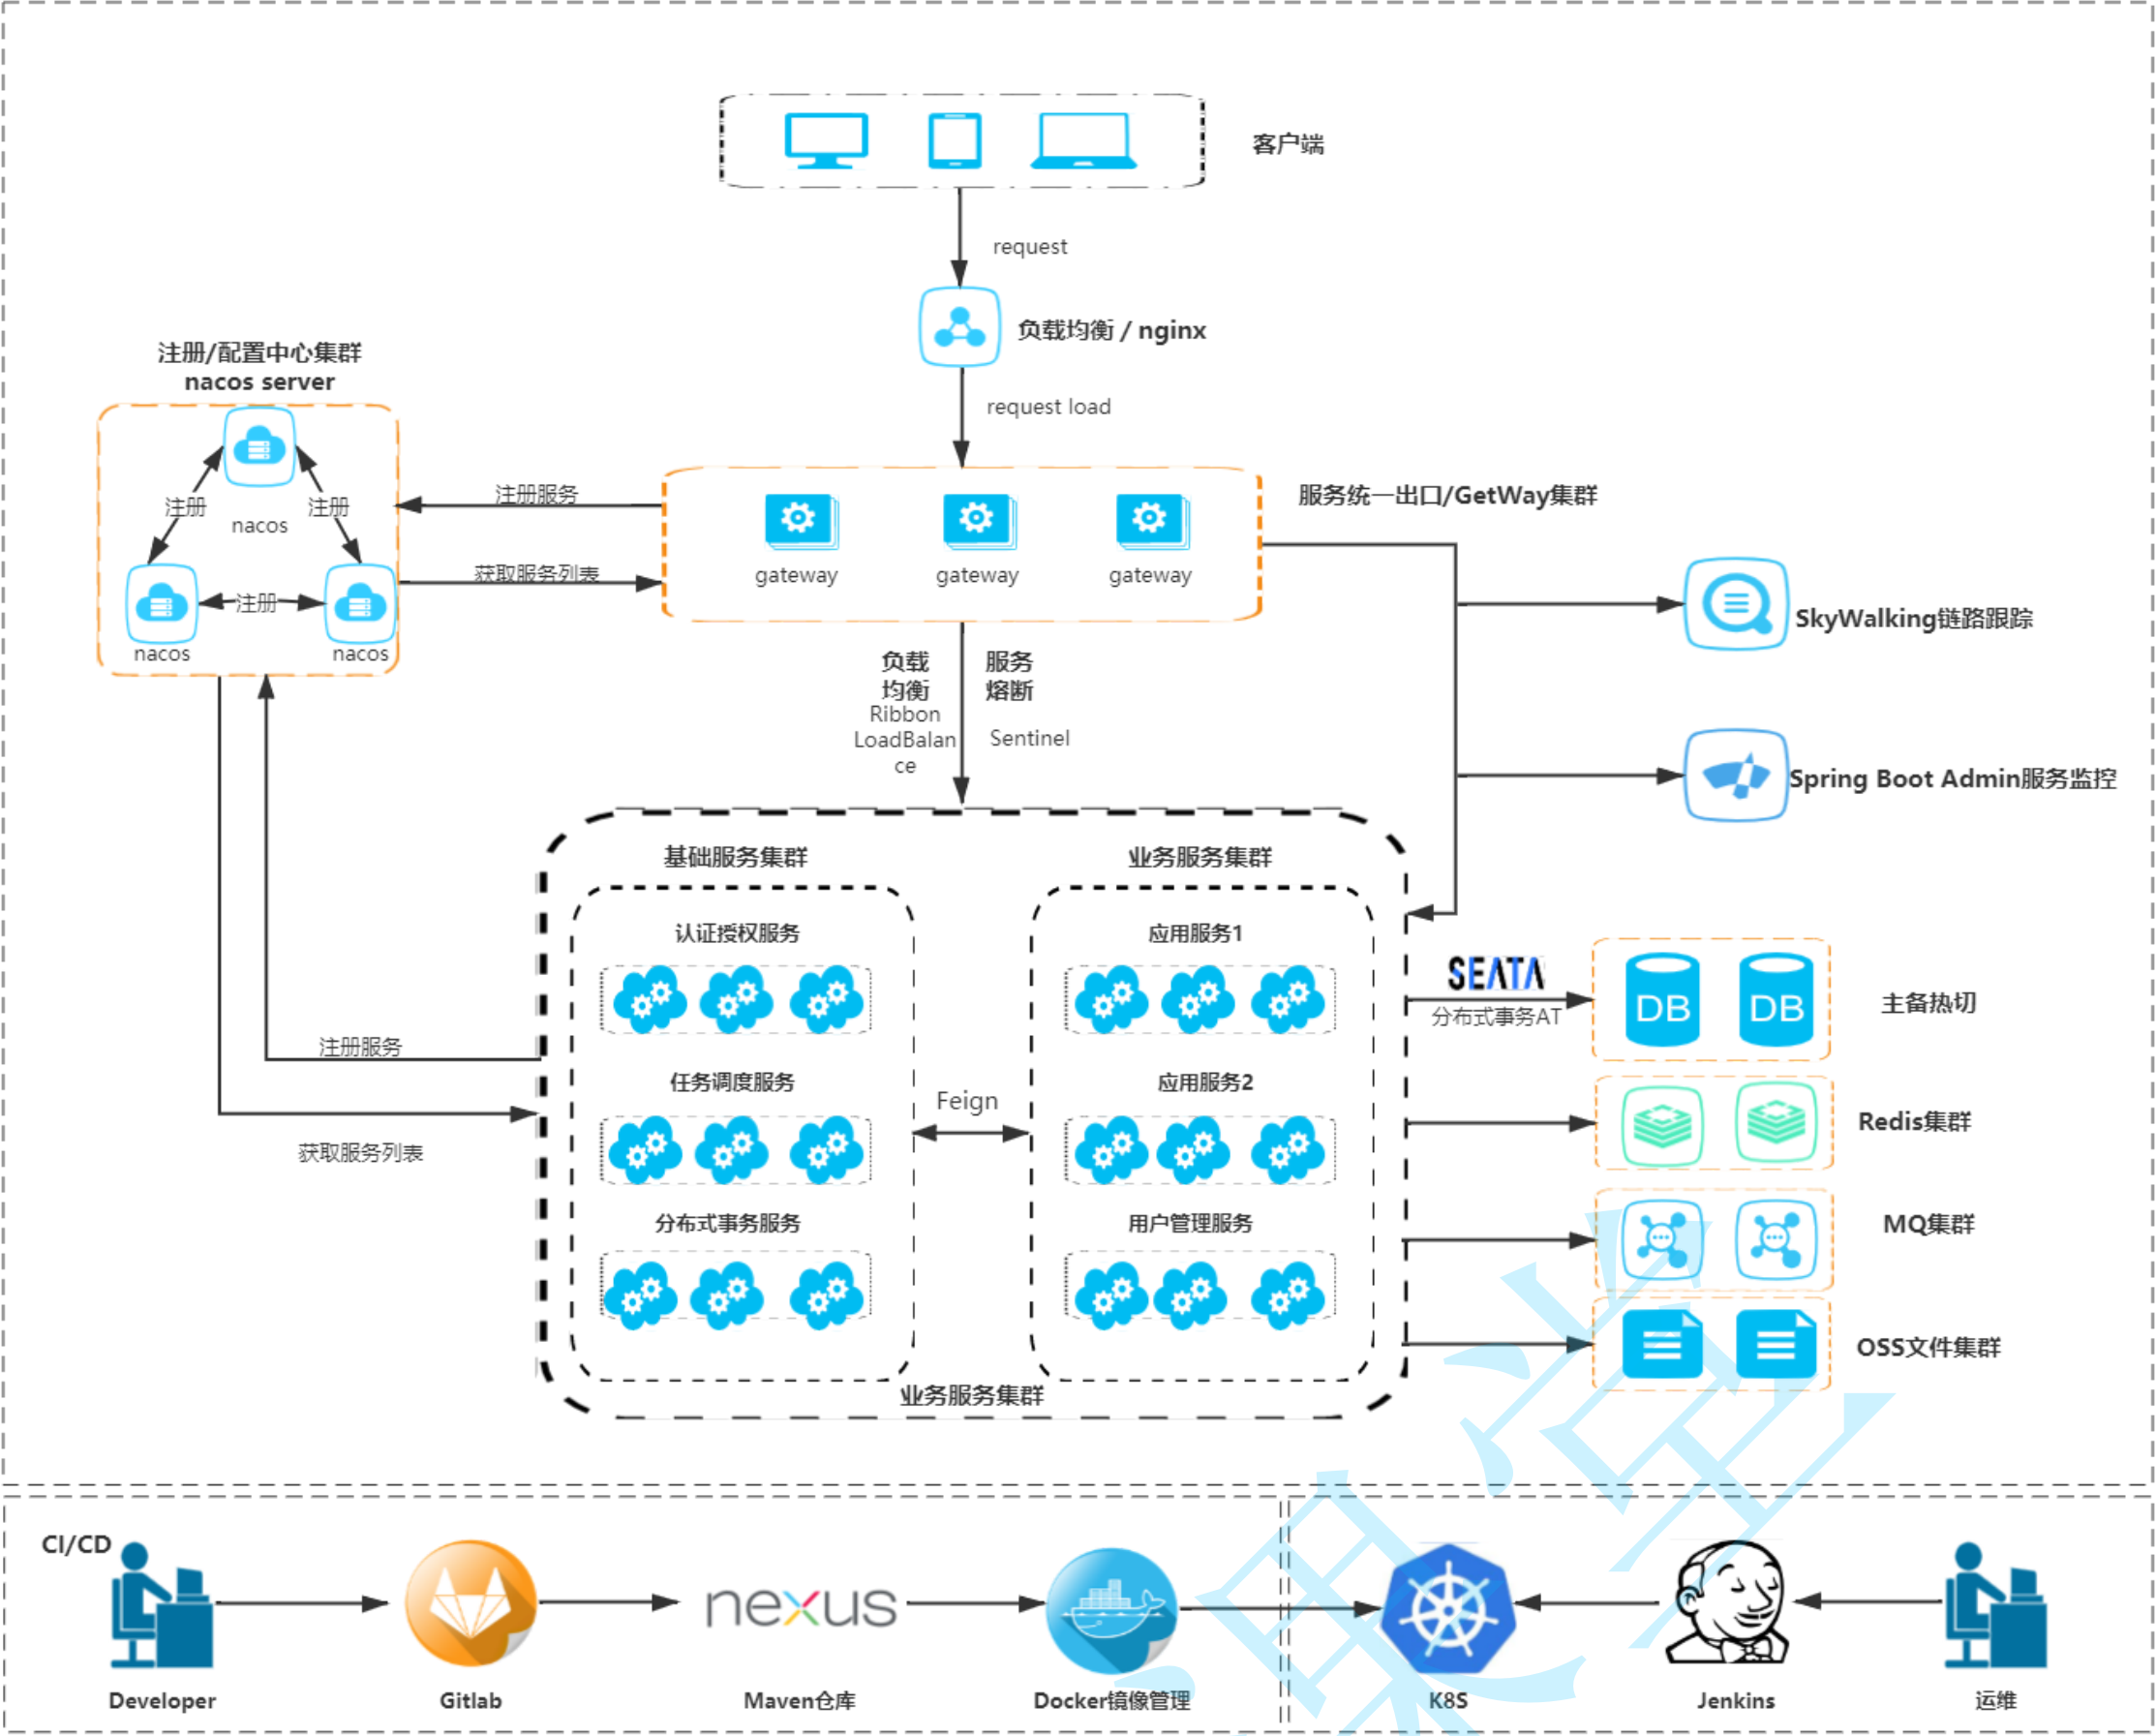 客户端
request
负载均衡 / nginx
request load
注册/配置中心集群
nacos server
注册
注册
nacos
注册
nacos
nacos
注册服务
获取服务列表
gateway
gateway
gateway
服务统一出口/GetWay集群
SkyWalking链路跟踪
Spring Boot Admin服务监控
负载
均衡
Ribbon
LoadBalan
ce
服务
熔断
Sentinel
基础服务集群
业务服务集群
认证授权服务
应用服务1
任务调度服务
应用服务2
Feign
分布式事务服务
用户管理服务
业务服务集群
注册服务
获取服务列表
SEATA
分布式事务AT
DB
DB
主备热切
Redis集群
MQ集群
OSS文件集群
CI/CD
nexus
Developer
Gitlab
Maven仓库
Docker镜像管理
K8S
Jenkins
运维
课堂